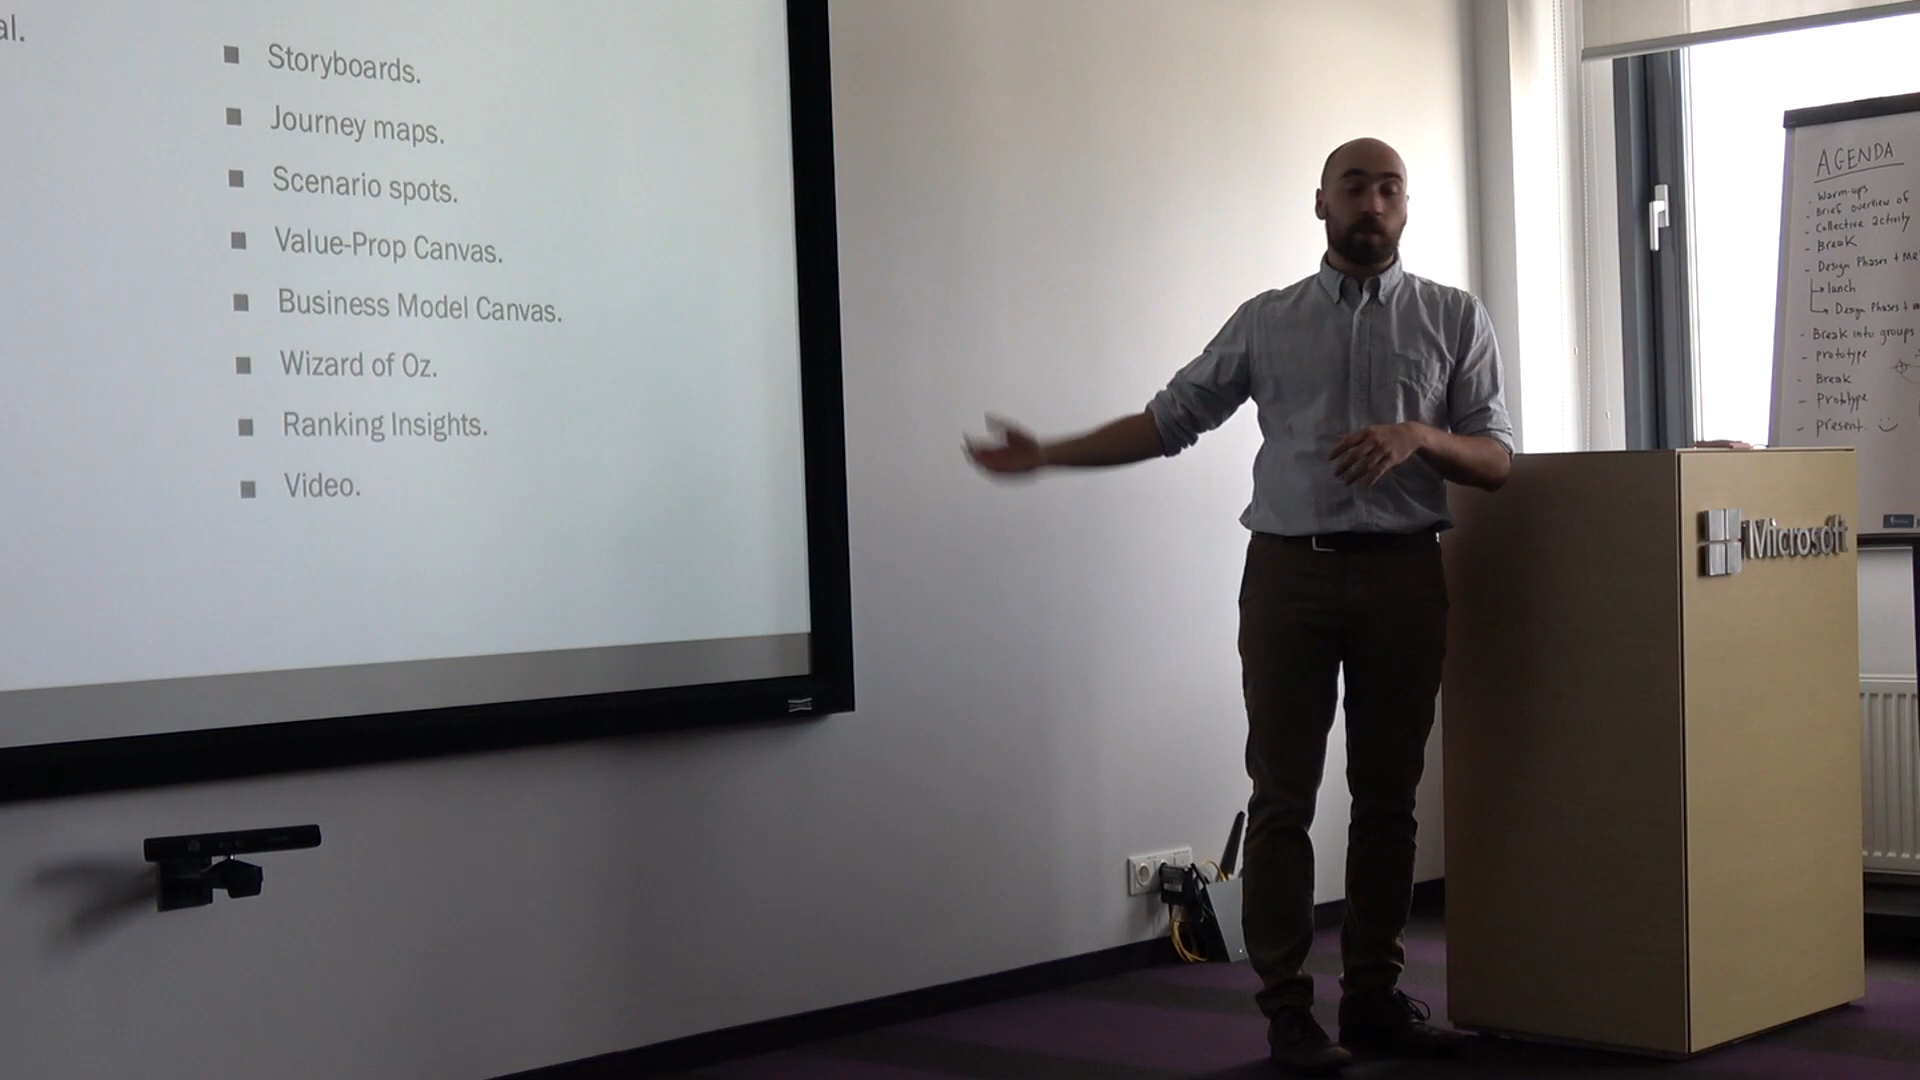 al.
Storyboards.
Journey maps.
Scenario spots.
Value-Prop Canvas.
Business Model Canvas.
Wizard of Oz.
Ranking Insights.
Video.
AGENDA
- Warm-ups
- Brief overview of
- Collective activity
- Break
- Design Phases + Me
lunch
Design Phases +
- Break into groups
- Prototype
- Break
- Prototype
- Present
Microsoft